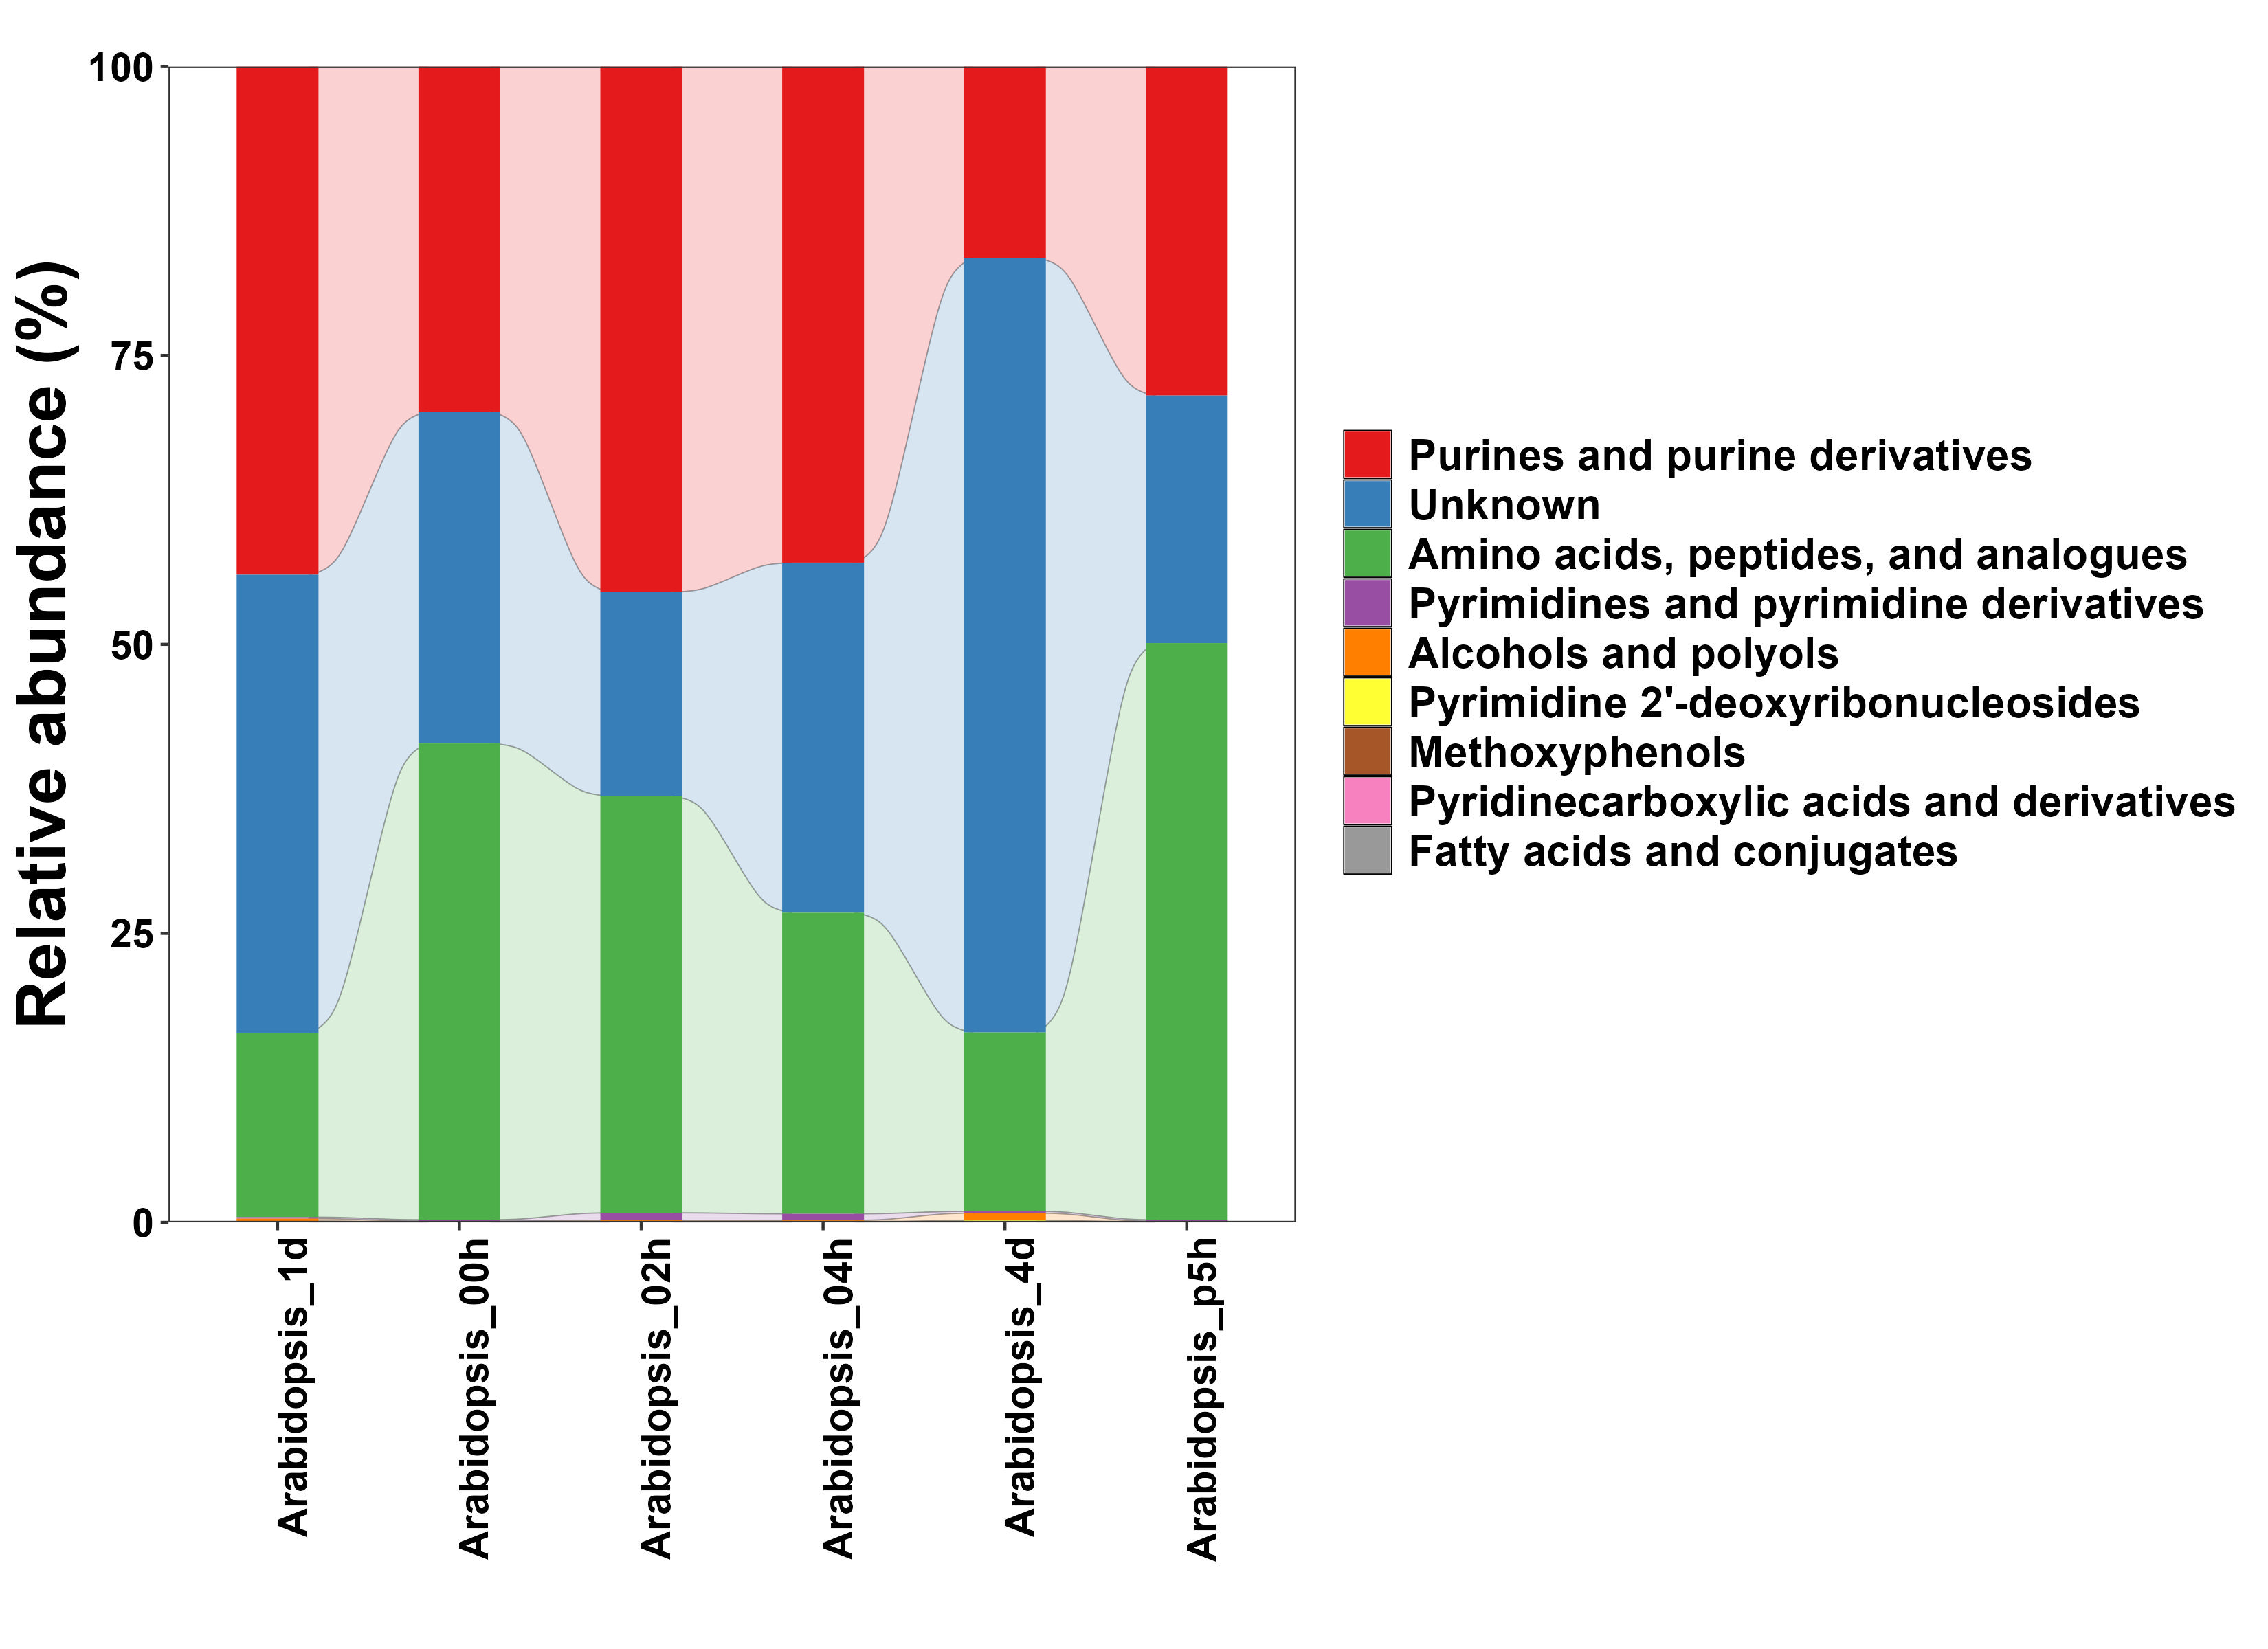 Relative abundance (%)
100
75
50
25
0
Arabidopsis_1d
Arabidopsis_00h
Arabidopsis_02h
Arabidopsis_04h
Arabidopsis_4d
Arabidopsis_p5h
Purines and purine derivatives
Unknown
Amino acids, peptides, and analogues
Pyrimidines and pyrimidine derivatives
Alcohols and polyols
Pyrimidine 2'-deoxyribonucleosides
Methoxyphenols
Pyridinecarboxylic acids and derivatives
Fatty acids and conjugates